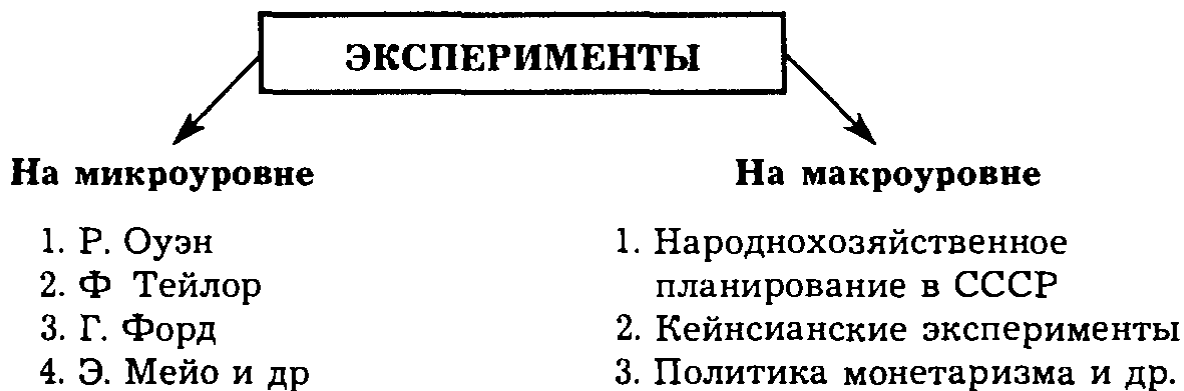 ЭКСПЕРИМЕНТЫ
На микроуровне
1. Р. Оуэн
2. Ф Тейлор
3. Г. Форд
4. Э. Мейо и др
На макроуровне
1. Народнохозяйственное
планирование в СССР
2. Кейнсианские эксперименты
3. Политика монетаризма и др.